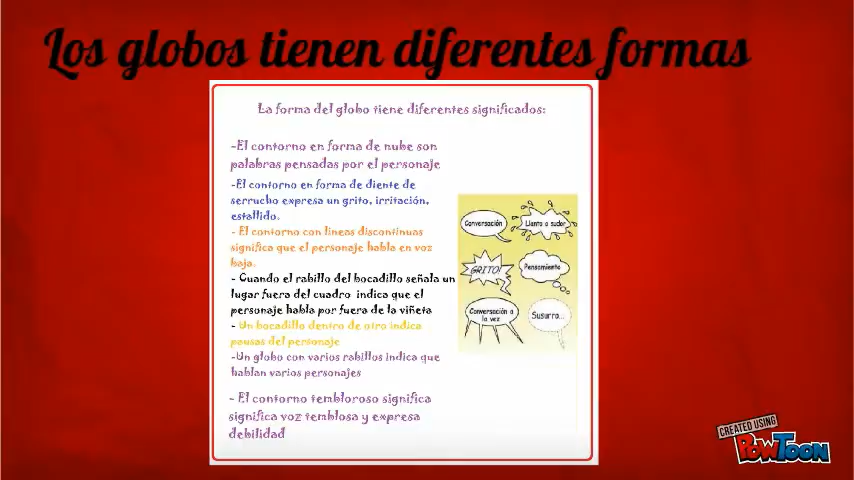 Los globos tienen diferentes formas
La forma del globo tiene diferentes significados:
-El contorno en forma de nube son
palabras pensadas por el personaje
-El contorno en forma de diente de
serrucho expresa un grito, irritación,
estallido.
- El contorno con líneas discontinuas
significa que el personaje habla en voz
baja.
- Cuando el rabillo del bocadillo señala un
lugar fuera del cuadro indica que el
personaje habla por fuera de la viñeta
- Un bocadillo dentro de otro indica
pausas del personaje
-Un globo con varios rabillos indica que
hablan varios personajes
- El contorno tembloroso significa
significa voz temblosa y expresa
debilidad
Conversación
Llanto o sudor
¡GRITO!
Pensamiento
Conversación a
la vez
Susurro...
CREATED USING
POWTOON